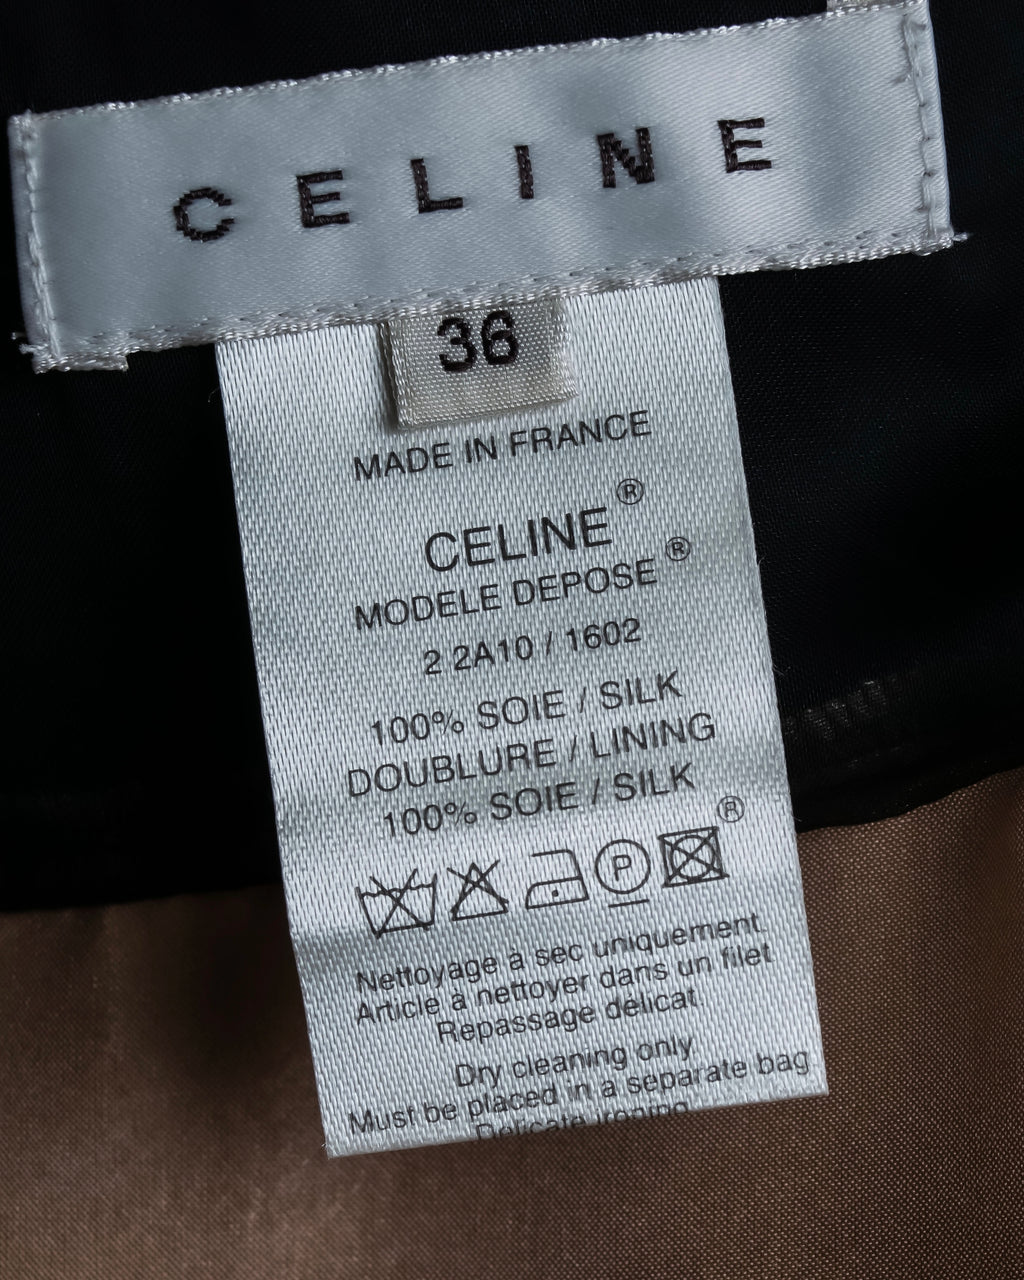 CELINE
36
MADE IN FRANCE
CELINE ®
MODELE DEPOSE ®
2 2A10 / 1602
100% SOIE / SILK
DOUBLURE / LINING
100% SOIE / SILK
P ®
Nettoyage à sec uniquement
Article à nettoyer dans un filet
Repassage délicat
Dry cleaning only
Must be placed in a separate bag
Delicate ironing